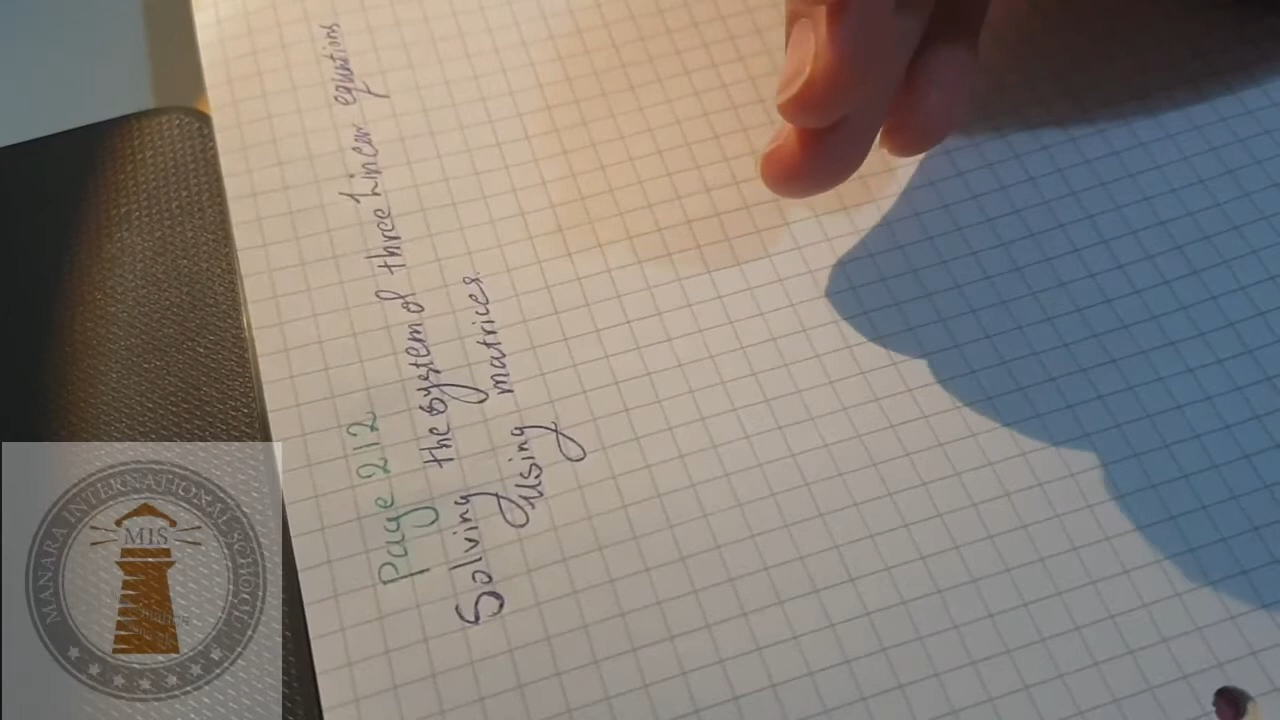 Page 212
Solving the system of three Linear equations
using matrices.
MANARA INTERNATIONAL SCHOOL
MIS